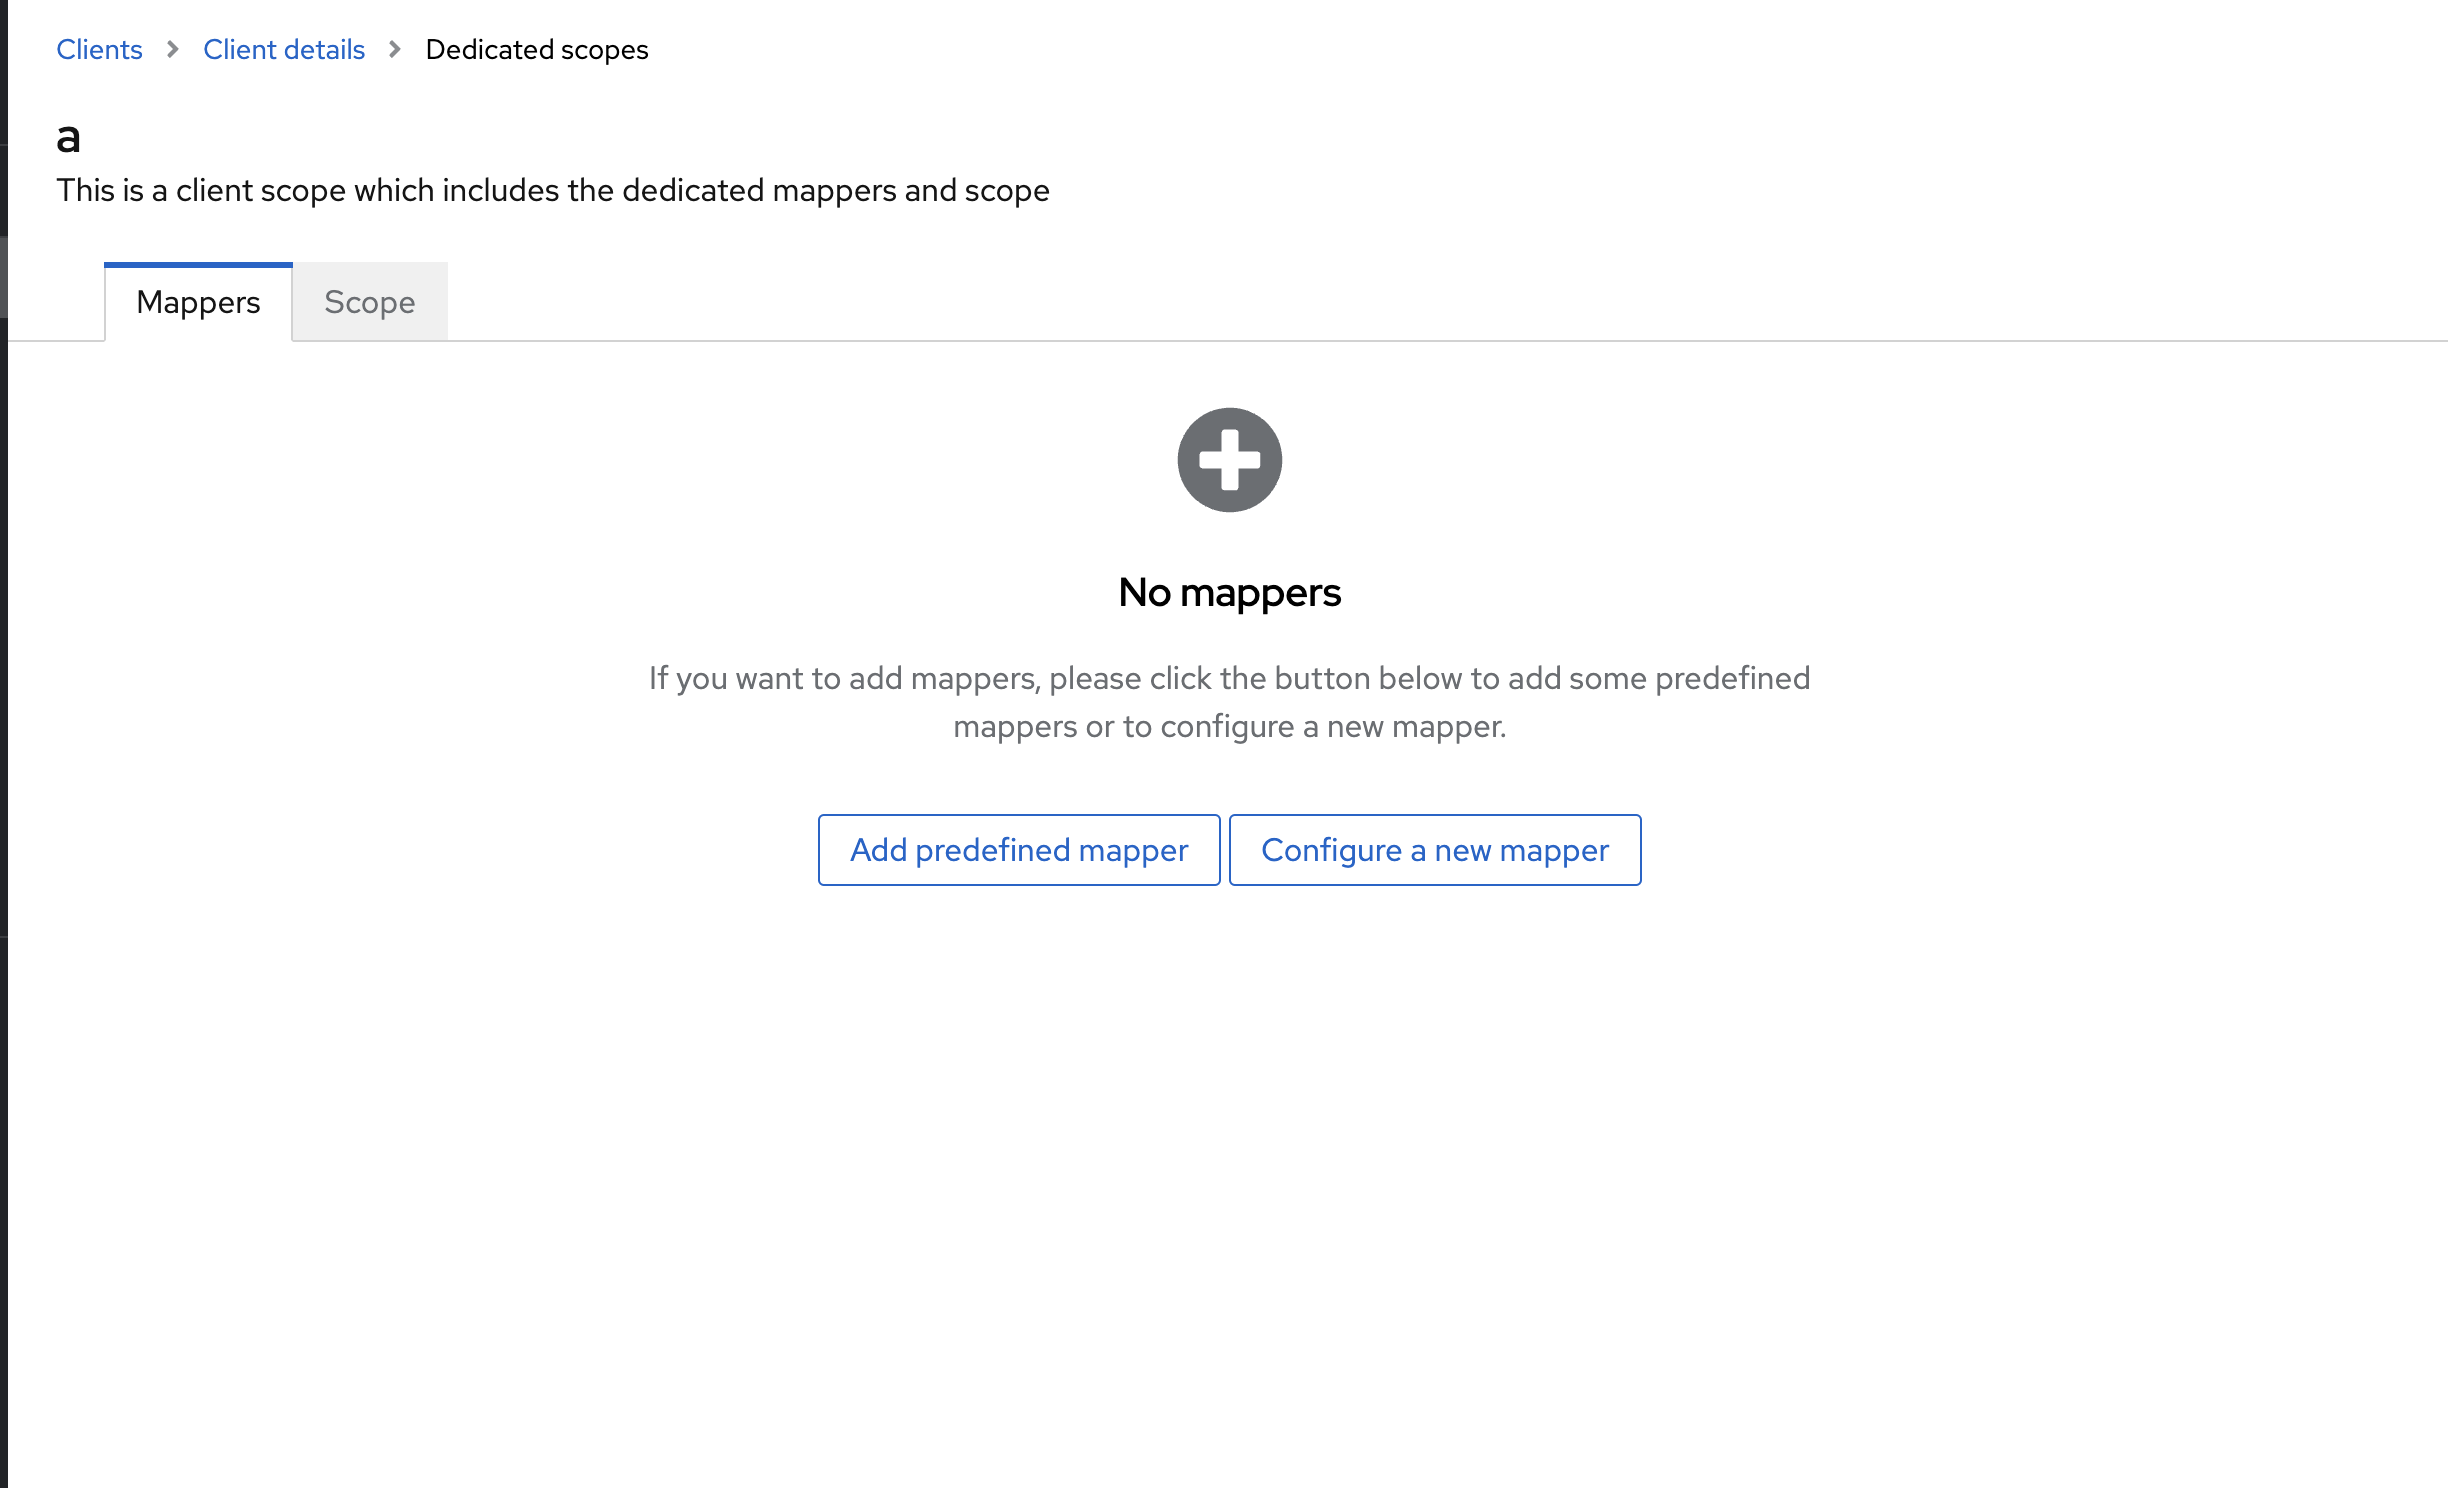 Clients > Client details > Dedicated scopes
a
This is a client scope which includes the dedicated mappers and scope
Mappers Scope
No mappers
If you want to add mappers, please click the button below to add some predefined
mappers or to configure a new mapper.
Add predefined mapper Configure a new mapper